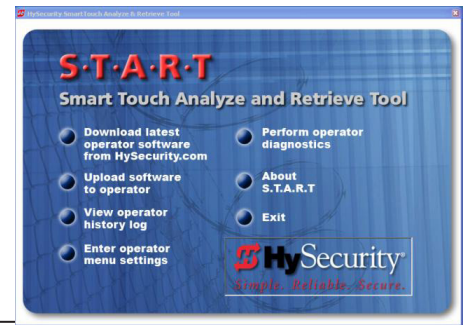 HySecurity SmartTouch Analyze & Retrieve Tool
S·T·A·R·T
Smart Touch Analyze and Retrieve Tool
Download latest
operator software
from HySecurity.com
Upload software
to operator
View operator
history log
Enter operator
menu settings
Perform operator
diagnostics
About
S.T.A.R.T
Exit
HySecurity®
Simple. Reliable. Secure.